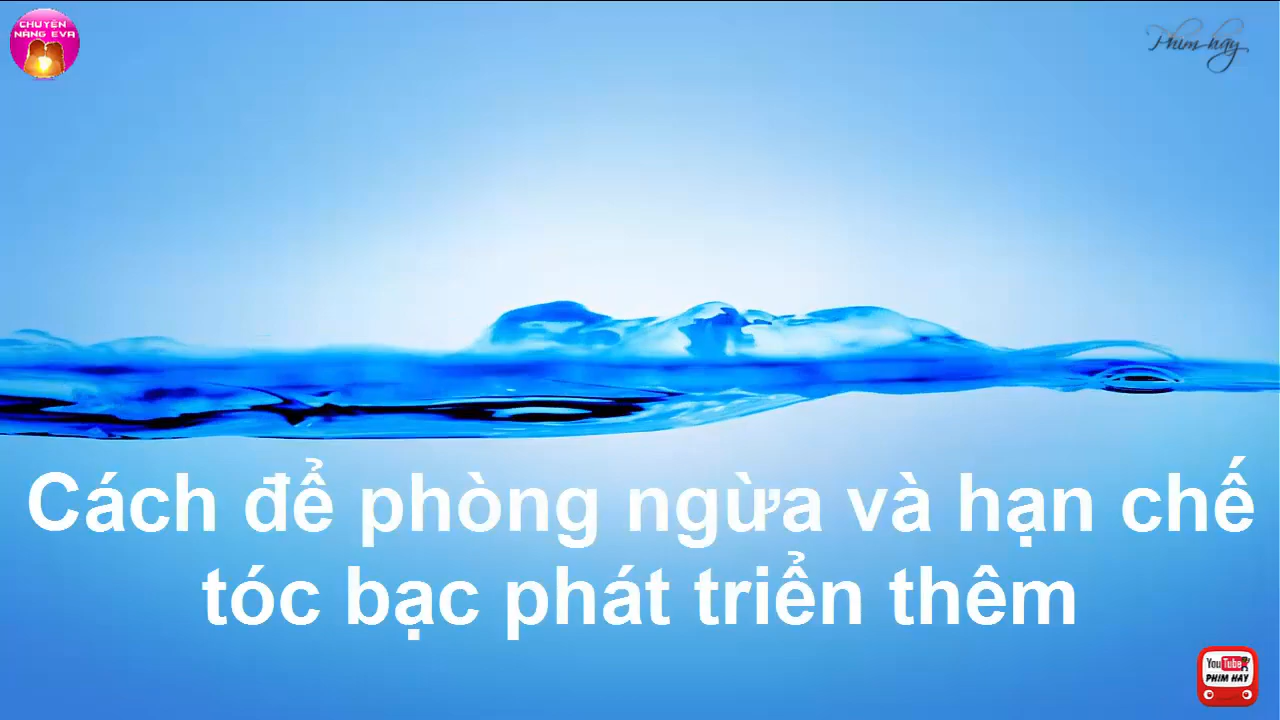 CHUYỆN
NÀNG EVA
Phim hay
Cách để phòng ngừa và hạn chế
tóc bạc phát triển thêm
YouTube
PHIM HAY